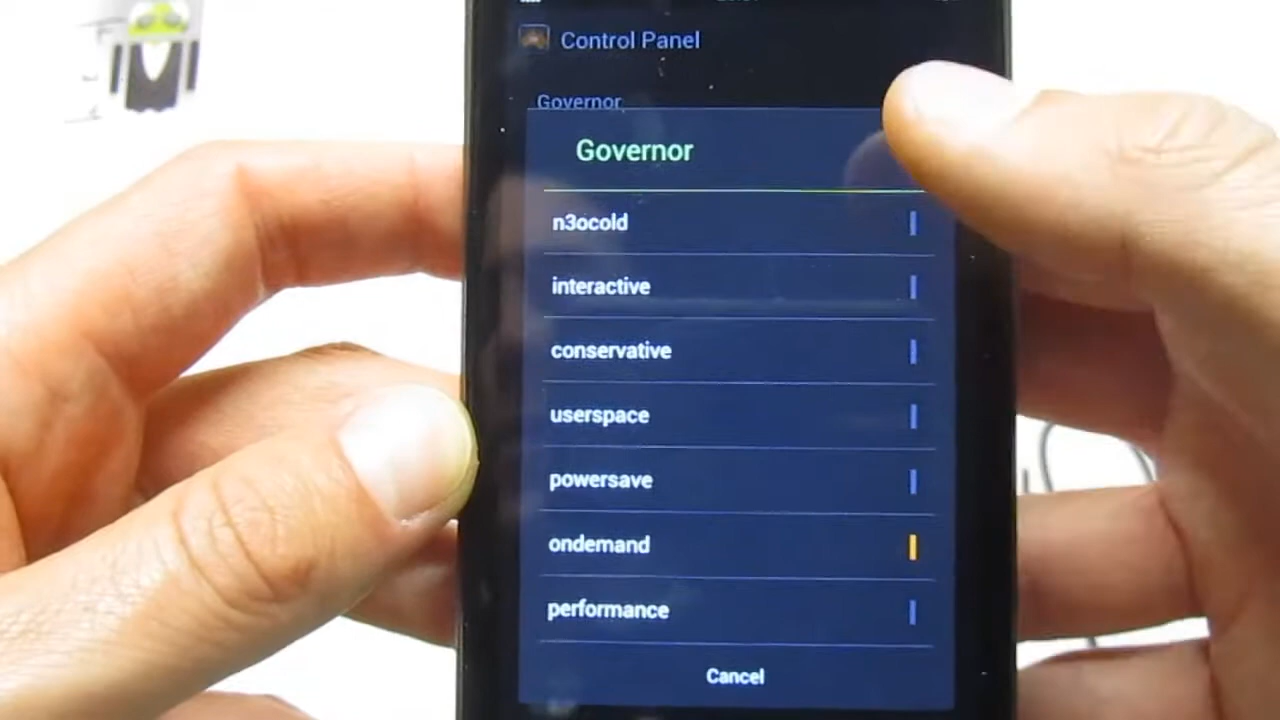 Control Panel
Governor
Governor
n3ocold
interactive
conservative
userspace
powersave
ondemand
performance
Cancel